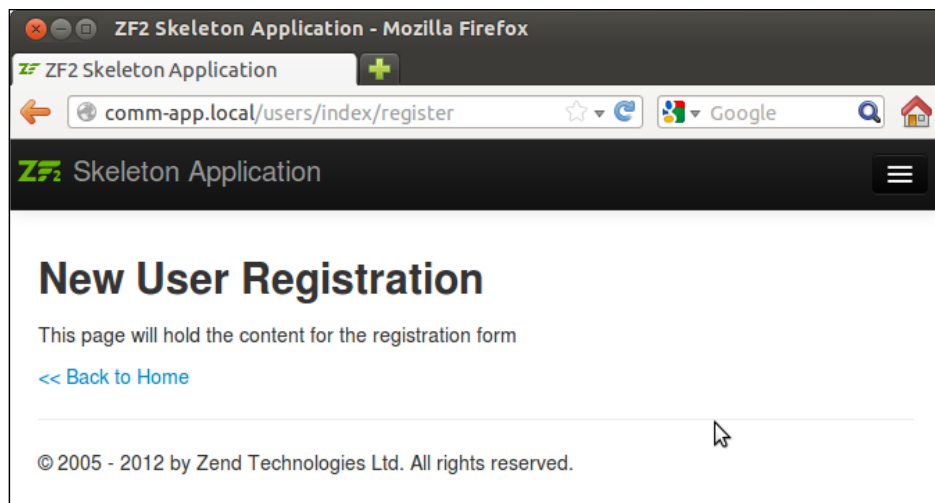 ZF2 Skeleton Application - Mozilla Firefox
ZF2 Skeleton Application
comm-app.local/users/index/register
Google
ZF2 Skeleton Application
New User Registration
This page will hold the content for the registration form
<< Back to Home
© 2005 - 2012 by Zend Technologies Ltd. All rights reserved.